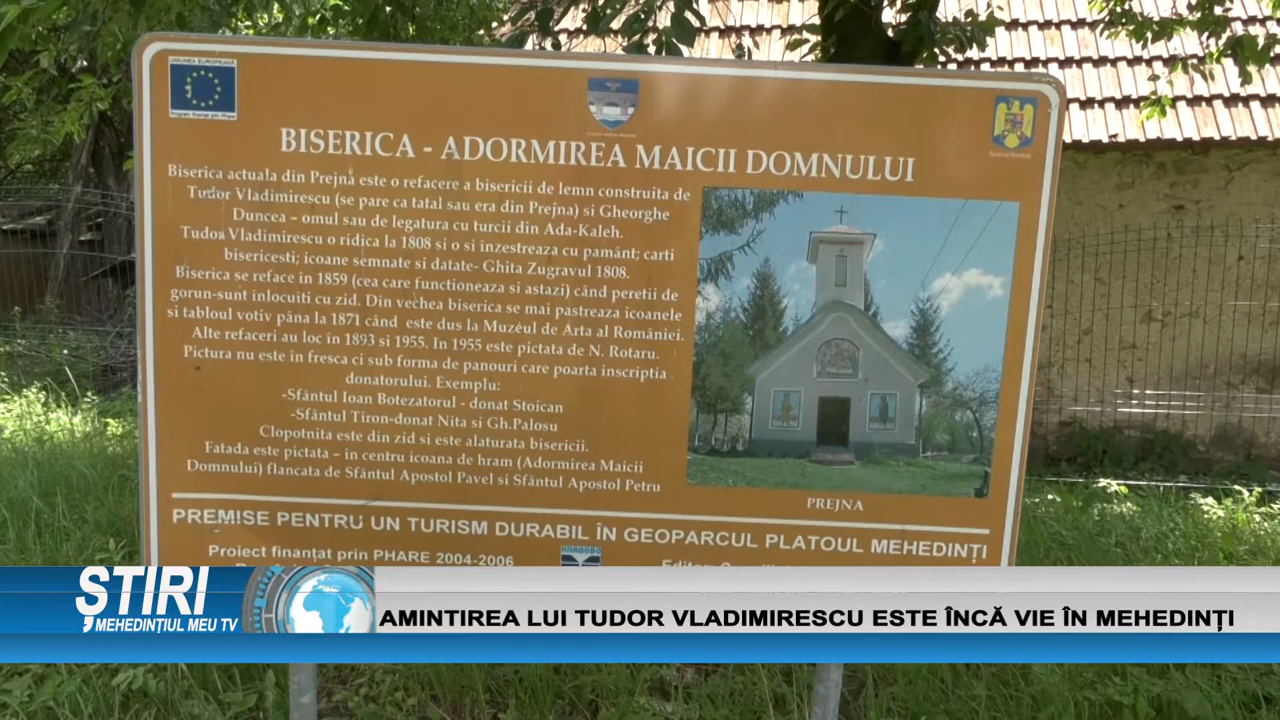 UNIUNEA EUROPEANĂ
Program finanțat prin Phare
BISERICA - ADORMIREA MAICII DOMNULUI
Biserica actuala din Prejna este o refacere a bisericii de lemn construita de
Tudor Vladimirescu (se pare ca tatal sau era din Prejna) si Gheorghe
Duncea – omul sau de legatura cu turcii din Ada-Kaleh.
Tudor Vladimirescu o ridica la 1808 si o si înzestreaza cu pamânt; carti
bisericesti; icoane semnate si datate- Ghita Zugravul 1808.
Biserica se reface in 1859 (cea care functioneaza si astazi) când peretii de
gorun-sunt inlocuiti cu zid. Din vechea biserica se mai pastreaza icoanele
si tabloul votiv pâna la 1871 când este dus la Muzeul de Arta al României.
Alte refaceri au loc in 1893 si 1955. In 1955 este pictata de N. Rotaru.
Pictura nu este in fresca ci sub forma de panouri care poarta inscriptia
donatorului. Exemplu:
-Sfântul Ioan Botezatorul - donat Stoican
-Sfântul Tiron-donat Nita si Gh.Palosu
Clopotnita este din zid si este alaturata bisericii.
Fatada este pictata – în centru icoana de hram (Adormirea Maicii
Domnului) flancata de Sfântul Apostol Pavel si Sfântul Apostol Petru
PREJNA
PREMISE PENTRU UN TURISM DURABIL ÎN GEOPARCUL PLATOUL MEHEDINȚI
Proiect finanțat prin PHARE 2004-2006
ȘTIRI
MEHEDINȚIUL MEU TV
AMINTIREA LUI TUDOR VLADIMIRESCU ESTE ÎNCĂ VIE ÎN MEHEDINȚI